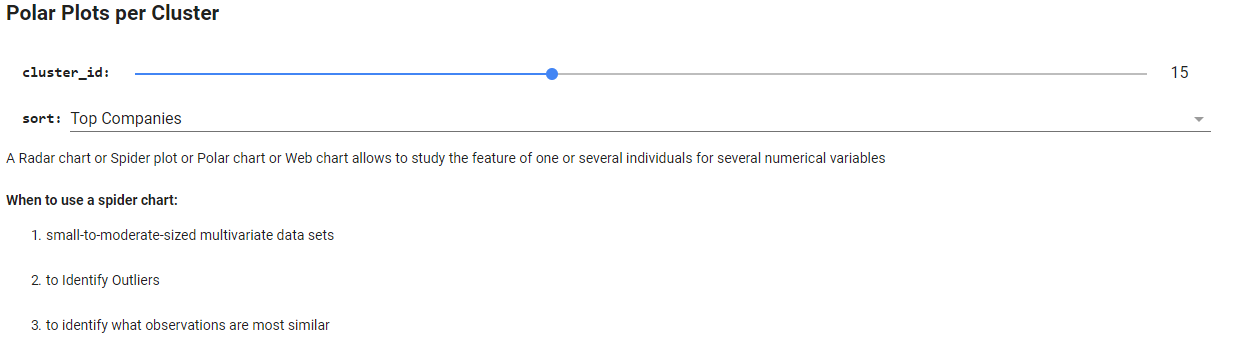 Polar Plots per Cluster
cluster_id: 15
sort: Top Companies
A Radar chart or Spider plot or Polar chart or Web chart allows to study the feature of one or several individuals for several numerical variables
When to use a spider chart:
1. small-to-moderate-sized multivariate data sets
2. to Identify Outliers
3. to identify what observations are most similar